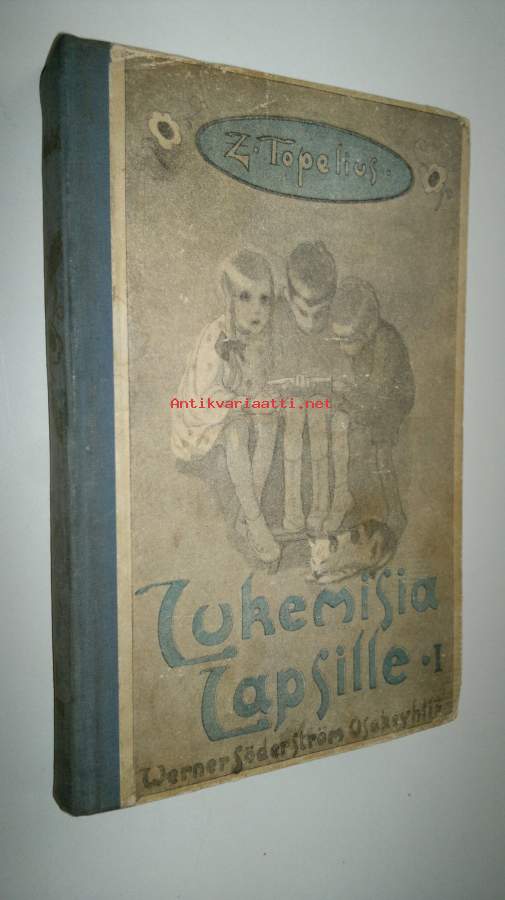 Z. Topelius.
Antikvariaatti.net
Lukemisia
Lapsille . I
Werner Söderström Osakeyhtiö